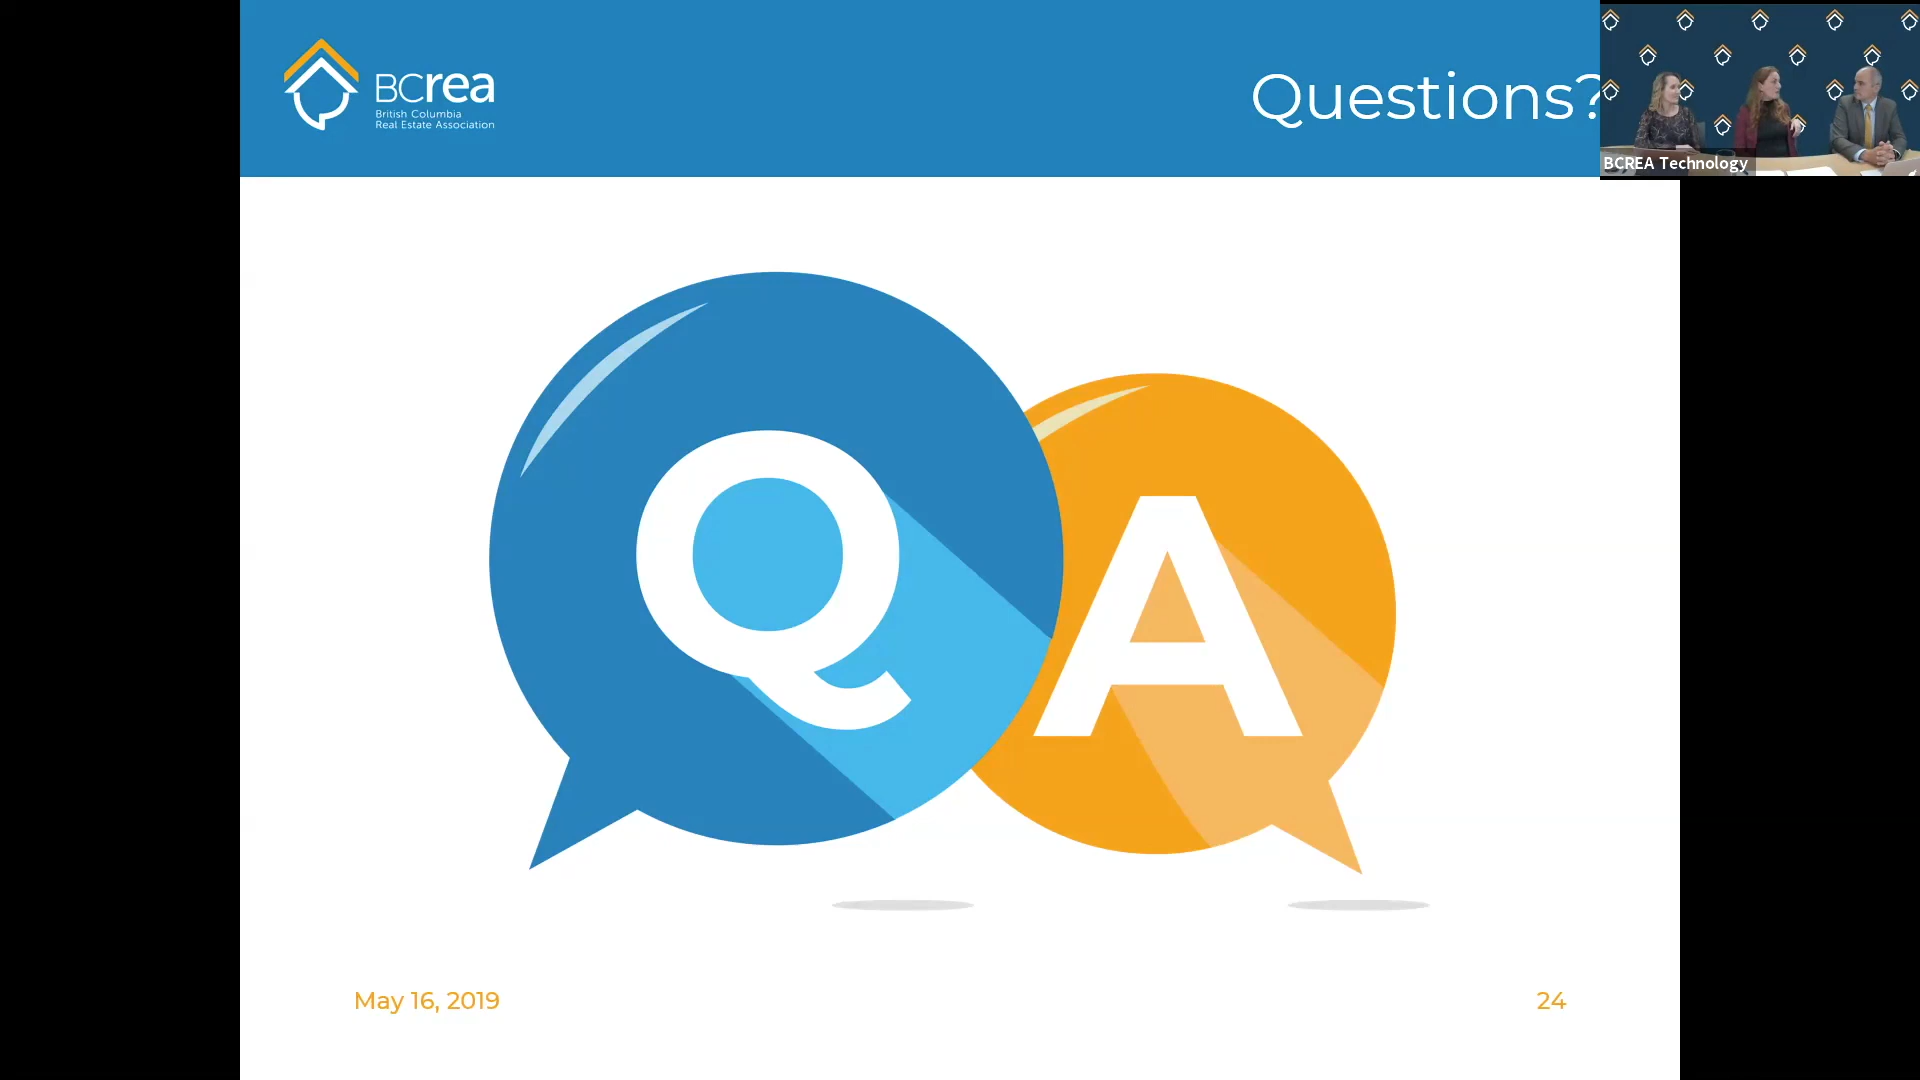 BCrea
British Columbia
Real Estate Association
Questions?
BCREA Technology
Q
A
May 16, 2019
24